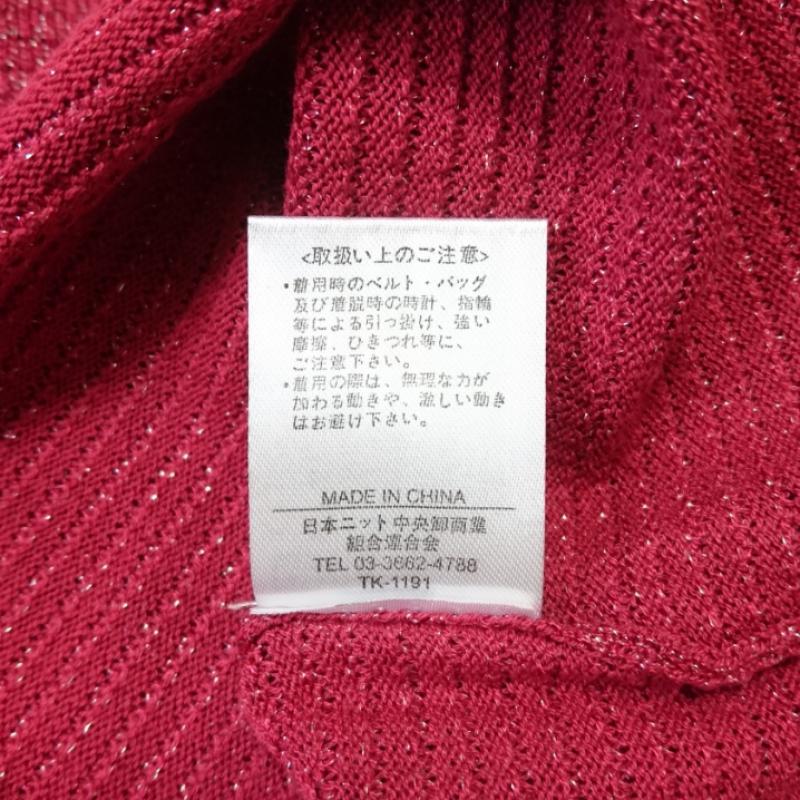 <取扱い上のご注意>
・着用時のベルト・バッグ
及び着脱時の時計、指輪
等による引っ掛け、強い
摩擦、ひきつれ等に、
ご注意下さい。
・着用の際は、無理な力が
加わる動きや、激しい動き
はお避け下さい。
MADE IN CHINA
日本ニット中央卸商業
組合連合会
TEL 03-3662-4788
TK-1191